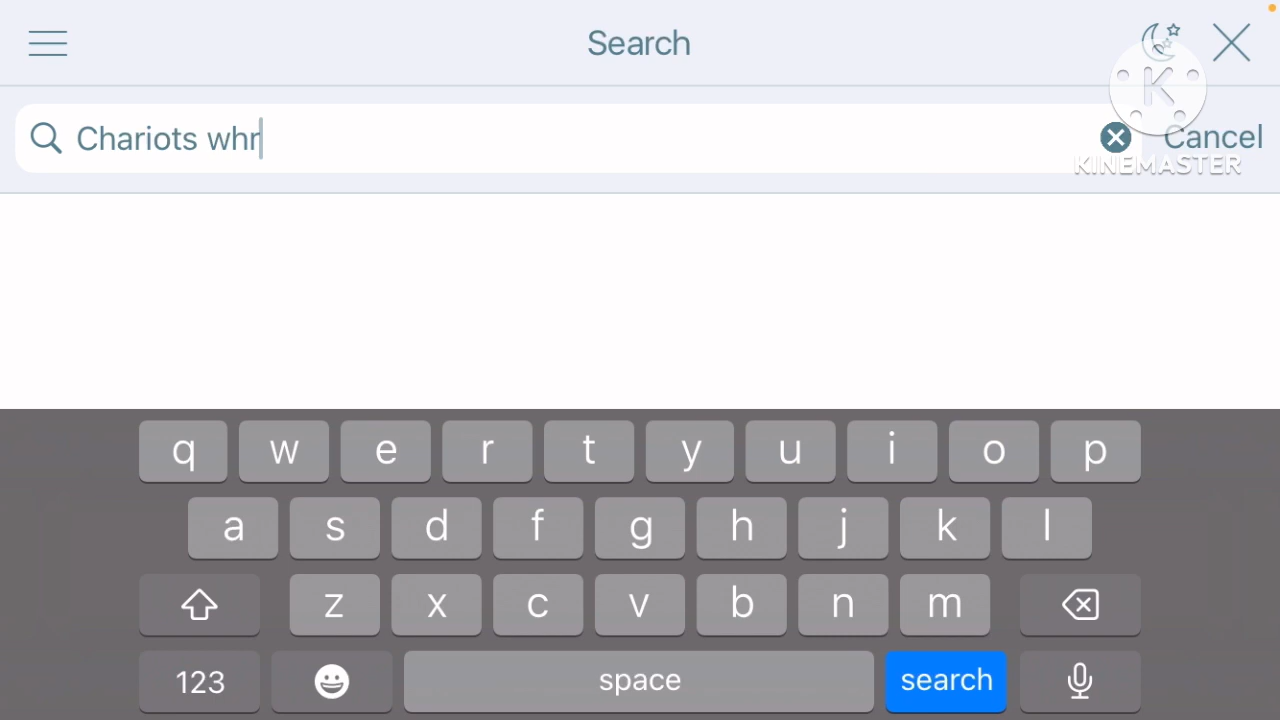 Search
Chariots whr
Cancel
K
KINEMASTER
q w e r t y u i o p
a s d f g h j k l
z x c v b n m
123 space search